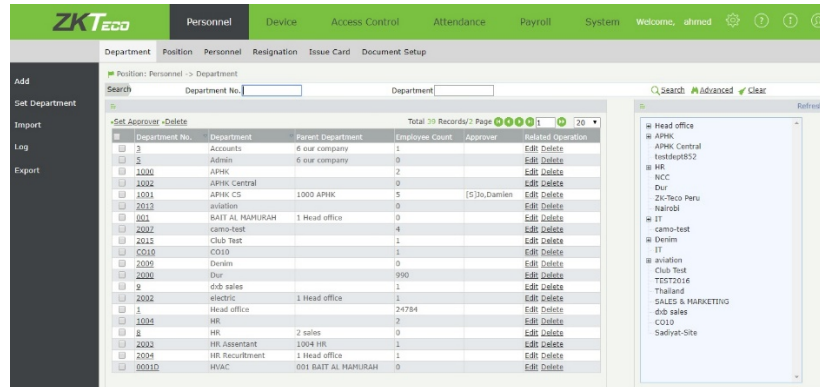 ZKTeco Personnel Device Access Control Attendance Payroll System Welcome, ahmed
Department Position Personnel Resignation Issue Card Document Setup
Position: Personnel -> Department
Search Department No. Department Search Advanced Clear
Add
Set Department
Import
Log
Export
Set Approver Delete Total 39 Records/2 Page 1 20
Department No. Department Parent Department Employee Count Approver Related Operation
3 Accounts 6 our company 1 Edit Delete
5 Admin 6 our company 0 Edit Delete
1000 APHK 2 Edit Delete
1002 APHK Central 0 Edit Delete
1001 APHK CS 1000 APHK 5 [S]Jo,Damien Edit Delete
2013 aviation 0 Edit Delete
001 BAIT AL MAMURAH 1 Head office 0 Edit Delete
2007 camo-test 4 Edit Delete
2015 Club Test 1 Edit Delete
CO10 CO10 1 Edit Delete
2009 Denim 0 Edit Delete
2000 Dur 990 Edit Delete
9 dxb sales 1 Edit Delete
2002 electric 1 Head office 1 Edit Delete
1 Head office 24784 Edit Delete
1004 HR 2 Edit Delete
8 HR 2 sales 0 Edit Delete
2003 HR Assentant 1004 HR 1 Edit Delete
2004 HR Recuritment 1 Head office 1 Edit Delete
0001D HVAC 001 BAIT AL MAMURAH 0 Edit Delete
Refres
Head office
APHK
APHK Central
testdept852
HR
NCC
Dur
ZK-Teco Peru
Nairobi
IT
camo-test
Denim
IT
aviation
Club Test
TEST2016
Thailand
SALES & MARKETING
dxb sales
CO10
Sadiyat-Site